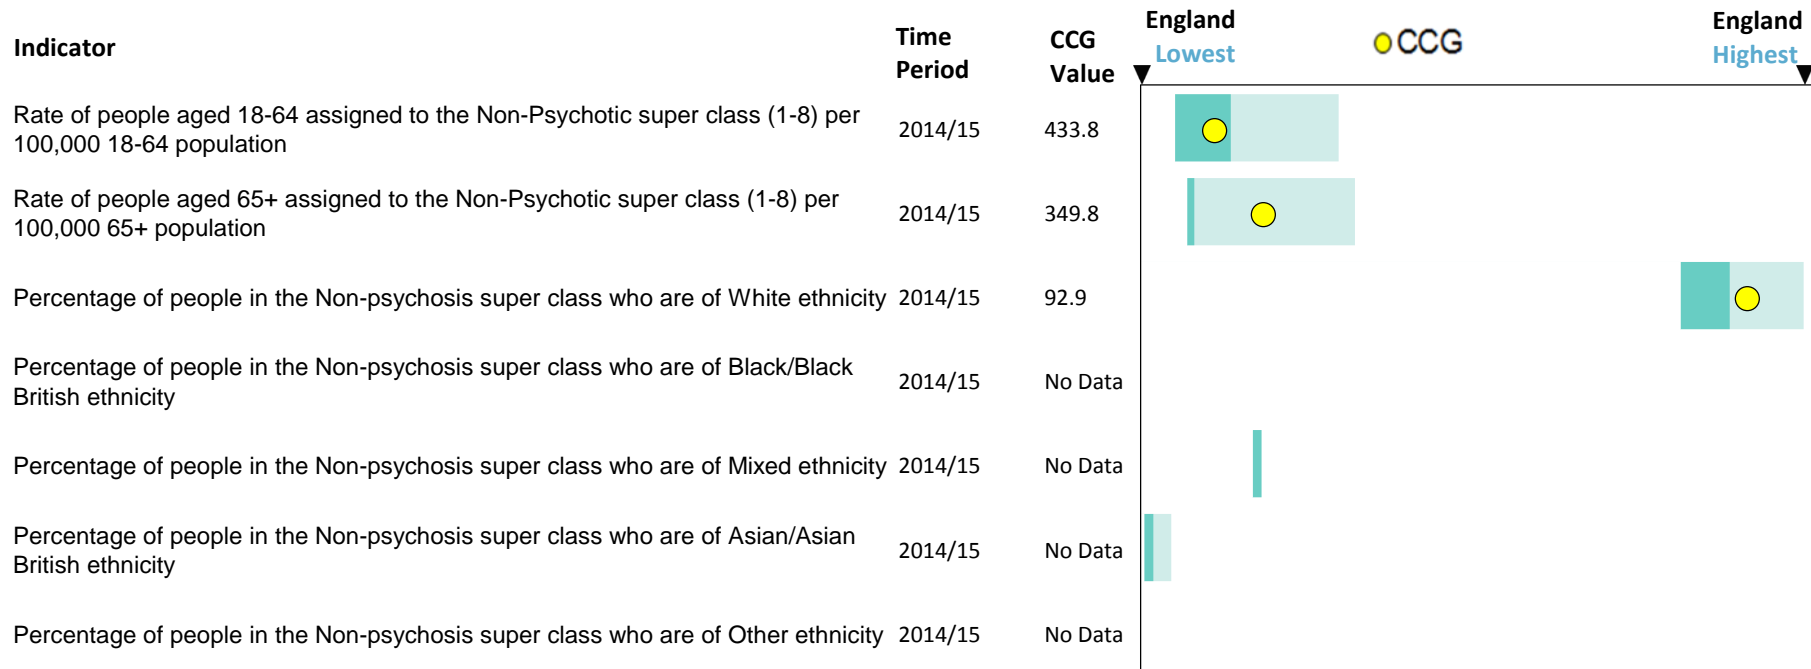 Indicator
Time Period
CCG Value
England Lowest
CCG
England Highest
Rate of people aged 18-64 assigned to the Non-Psychotic super class (1-8) per
100,000 18-64 population
2014/15
433.8
Rate of people aged 65+ assigned to the Non-Psychotic super class (1-8) per
100,000 65+ population
2014/15
349.8
Percentage of people in the Non-psychosis super class who are of White ethnicity 2014/15 92.9
Percentage of people in the Non-psychosis super class who are of Black/Black
British ethnicity
2014/15
No Data
Percentage of people in the Non-psychosis super class who are of Mixed ethnicity 2014/15 No Data
Percentage of people in the Non-psychosis super class who are of Asian/Asian
British ethnicity
2014/15
No Data
Percentage of people in the Non-psychosis super class who are of Other ethnicity 2014/15 No Data